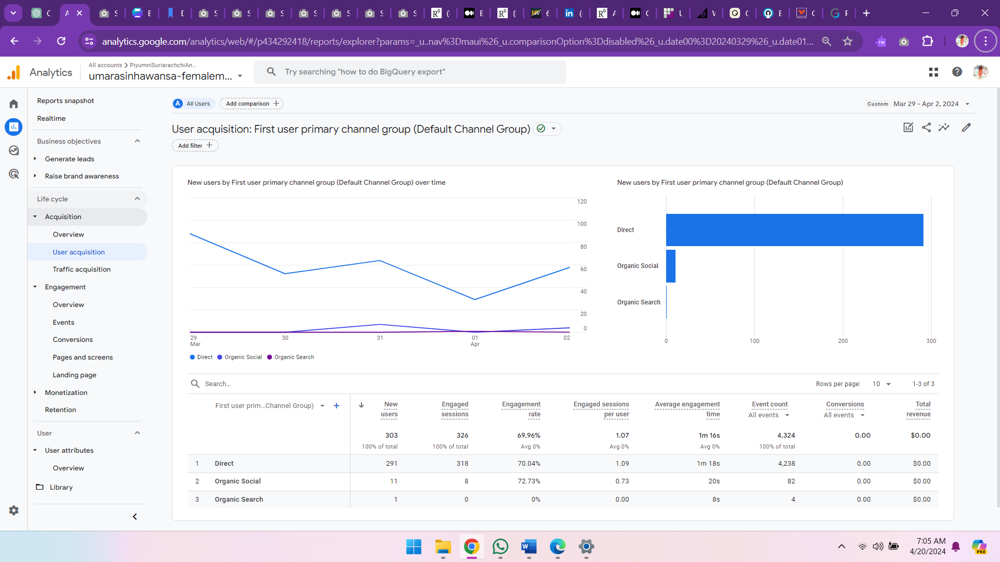 analytics.google.com/analytics/web/#/p434292418/reports/explorer?params=_u..nav%3Dmaui%26_u.comparisonOption%3Ddisabled%26_u.date00%3D20240329%26_u.date01...
Analytics
All accounts > PiyumniSuriarachchiAn...
umarasinhawansa-femalem...
Try searching "how to do BigQuery export"
Reports snapshot
Realtime
Business objectives
Generate leads
Raise brand awareness
Life cycle
Acquisition
Overview
User acquisition
Traffic acquisition
Engagement
Overview
Events
Conversions
Pages and screens
Landing page
Monetization
Retention
User
User attributes
Overview
Library
A All Users
Add comparison +
Custom Mar 29 - Apr 2, 2024
User acquisition: First user primary channel group (Default Channel Group)
Add filter +
New users by First user primary channel group (Default Channel Group) over time
120
100
80
60
40
20
0
29 30 31 01 02
Mar Apr
Direct Organic Social Organic Search
New users by First user primary channel group (Default Channel Group)
Direct
Organic Social
Organic Search
0 100 200 300
Search...
Rows per page: 10 1-3 of 3
First user prim...Channel Group) +
New users
Engaged sessions
Engagement rate
Engaged sessions per user
Average engagement time
Event count
All events
Conversions
All events
Total revenue
303 326 69.96% 1.07 1m 16s 4,324 0.00 $0.00
100% of total 100% of total Avg 0% Avg 0% Avg 0% 100% of total
1 Direct 291 318 70.04% 1.09 1m 18s 4,238 0.00 $0.00
2 Organic Social 11 8 72.73% 0.73 20s 82 0.00 $0.00
3 Organic Search 1 0 0% 0.00 8s 4 0.00 $0.00
7:05 AM
4/20/2024
PRE